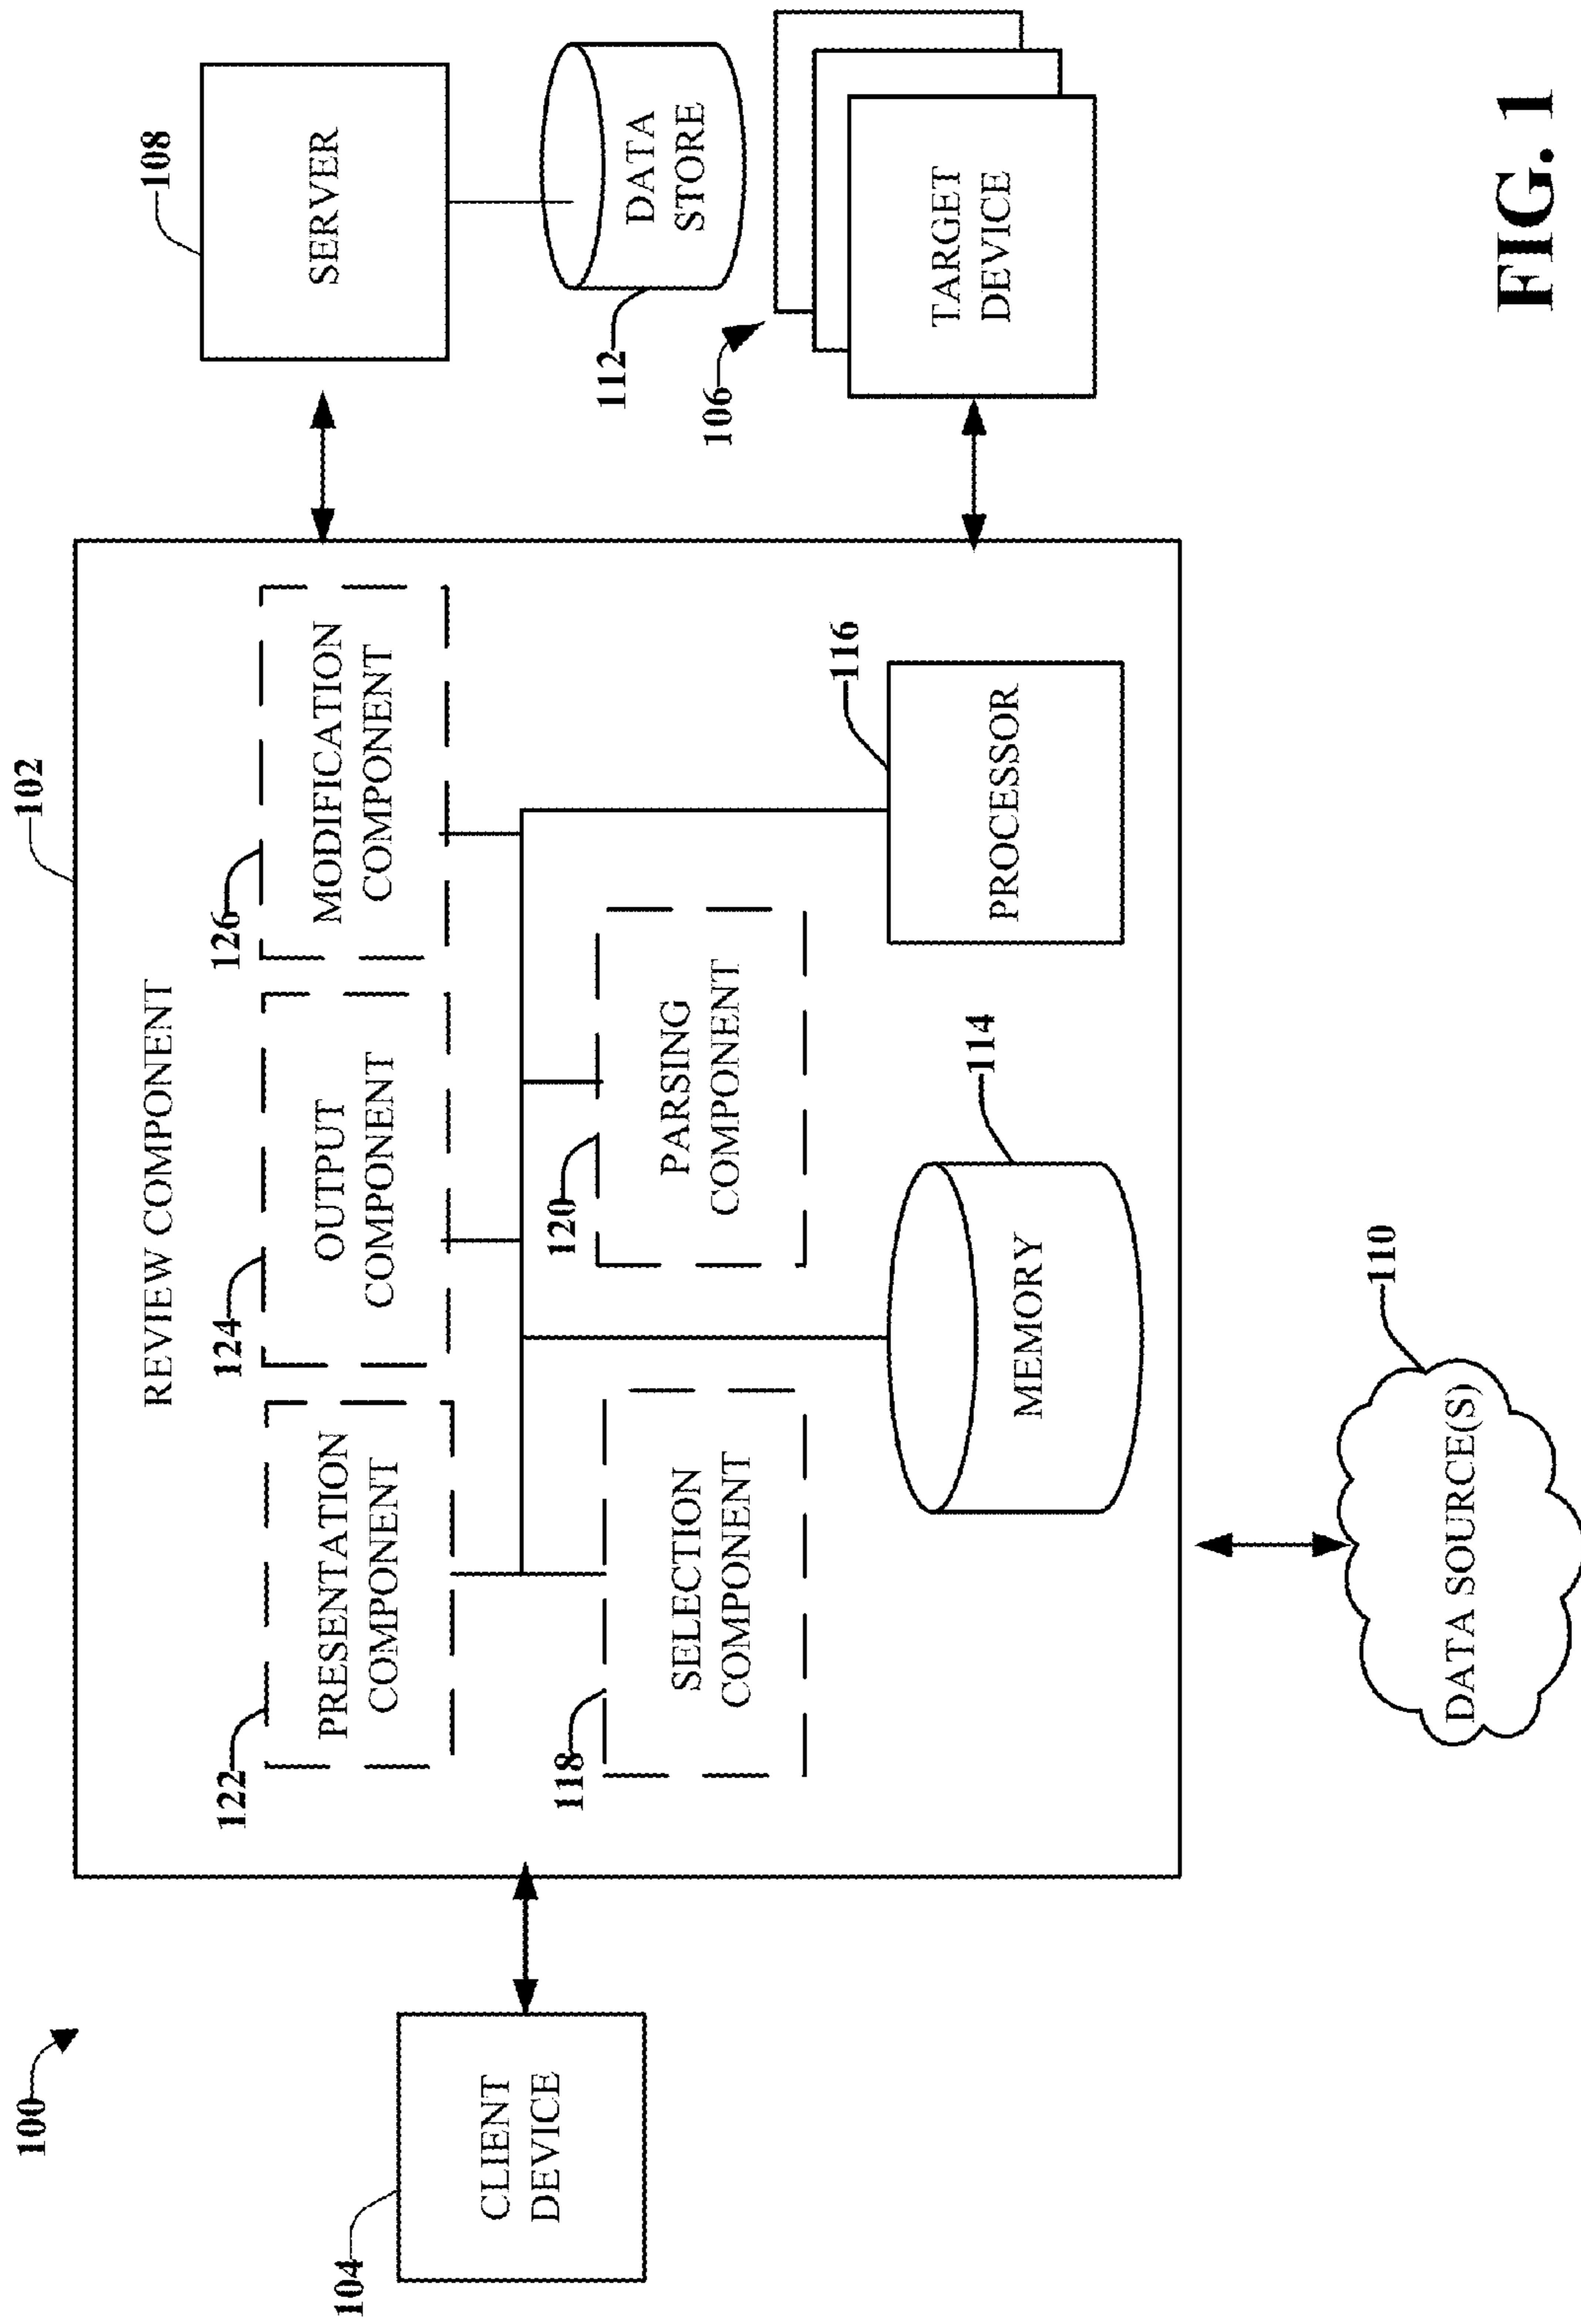 100
102
REVIEW COMPONENT
104
CLIENT
DEVICE
122
PRESENTATION
COMPONENT
124
OUTPUT
COMPONENT
126
MODIFICATION
COMPONENT
118
SELECTION
COMPONENT
120
PARSING
COMPONENT
114
MEMORY
116
PROCESSOR
108
SERVER
112
DATA
STORE
106
TARGET
DEVICE
110
DATA SOURCE(S)
FIG. 1